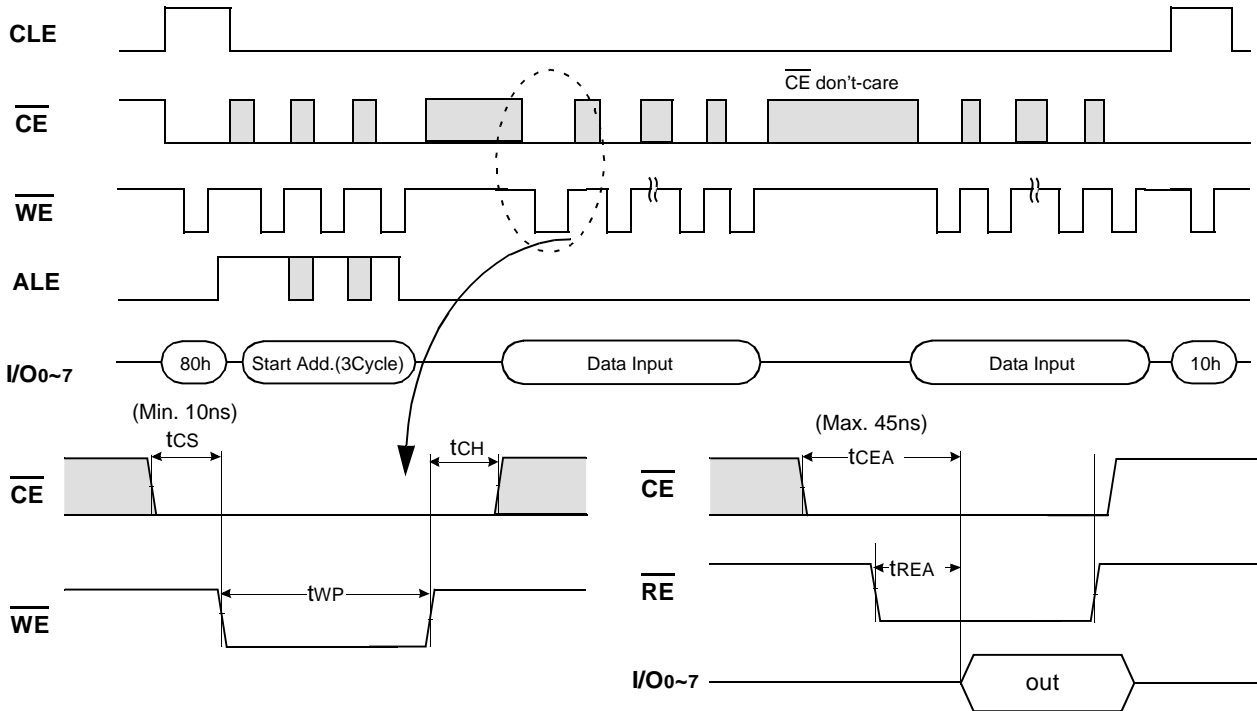 CLE
CE don't-care
CE
WE
ALE
I/O0~7 80h Start Add.(3Cycle) Data Input Data Input 10h
(Min. 10ns)
tCS tCH
CE
tWP
WE
(Max. 45ns)
tCEA
CE
tREA
RE
I/O0~7 out